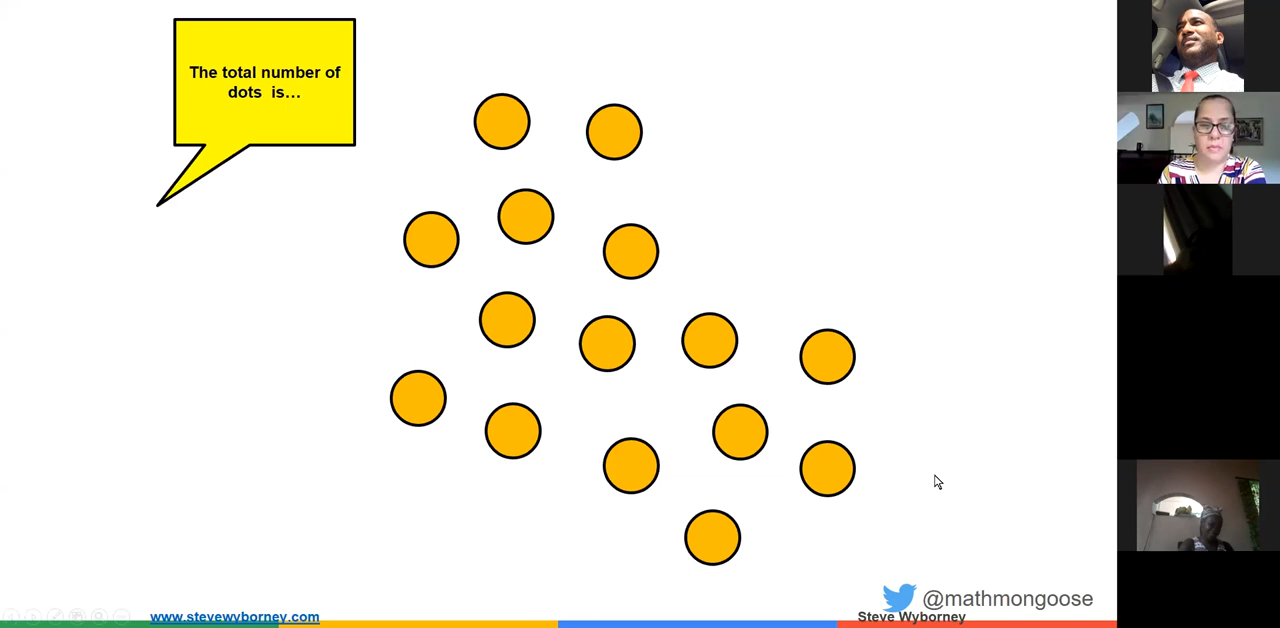 The total number of
dots is…
@mathmongoose
www.stevewyborney.com
Steve Wyborney